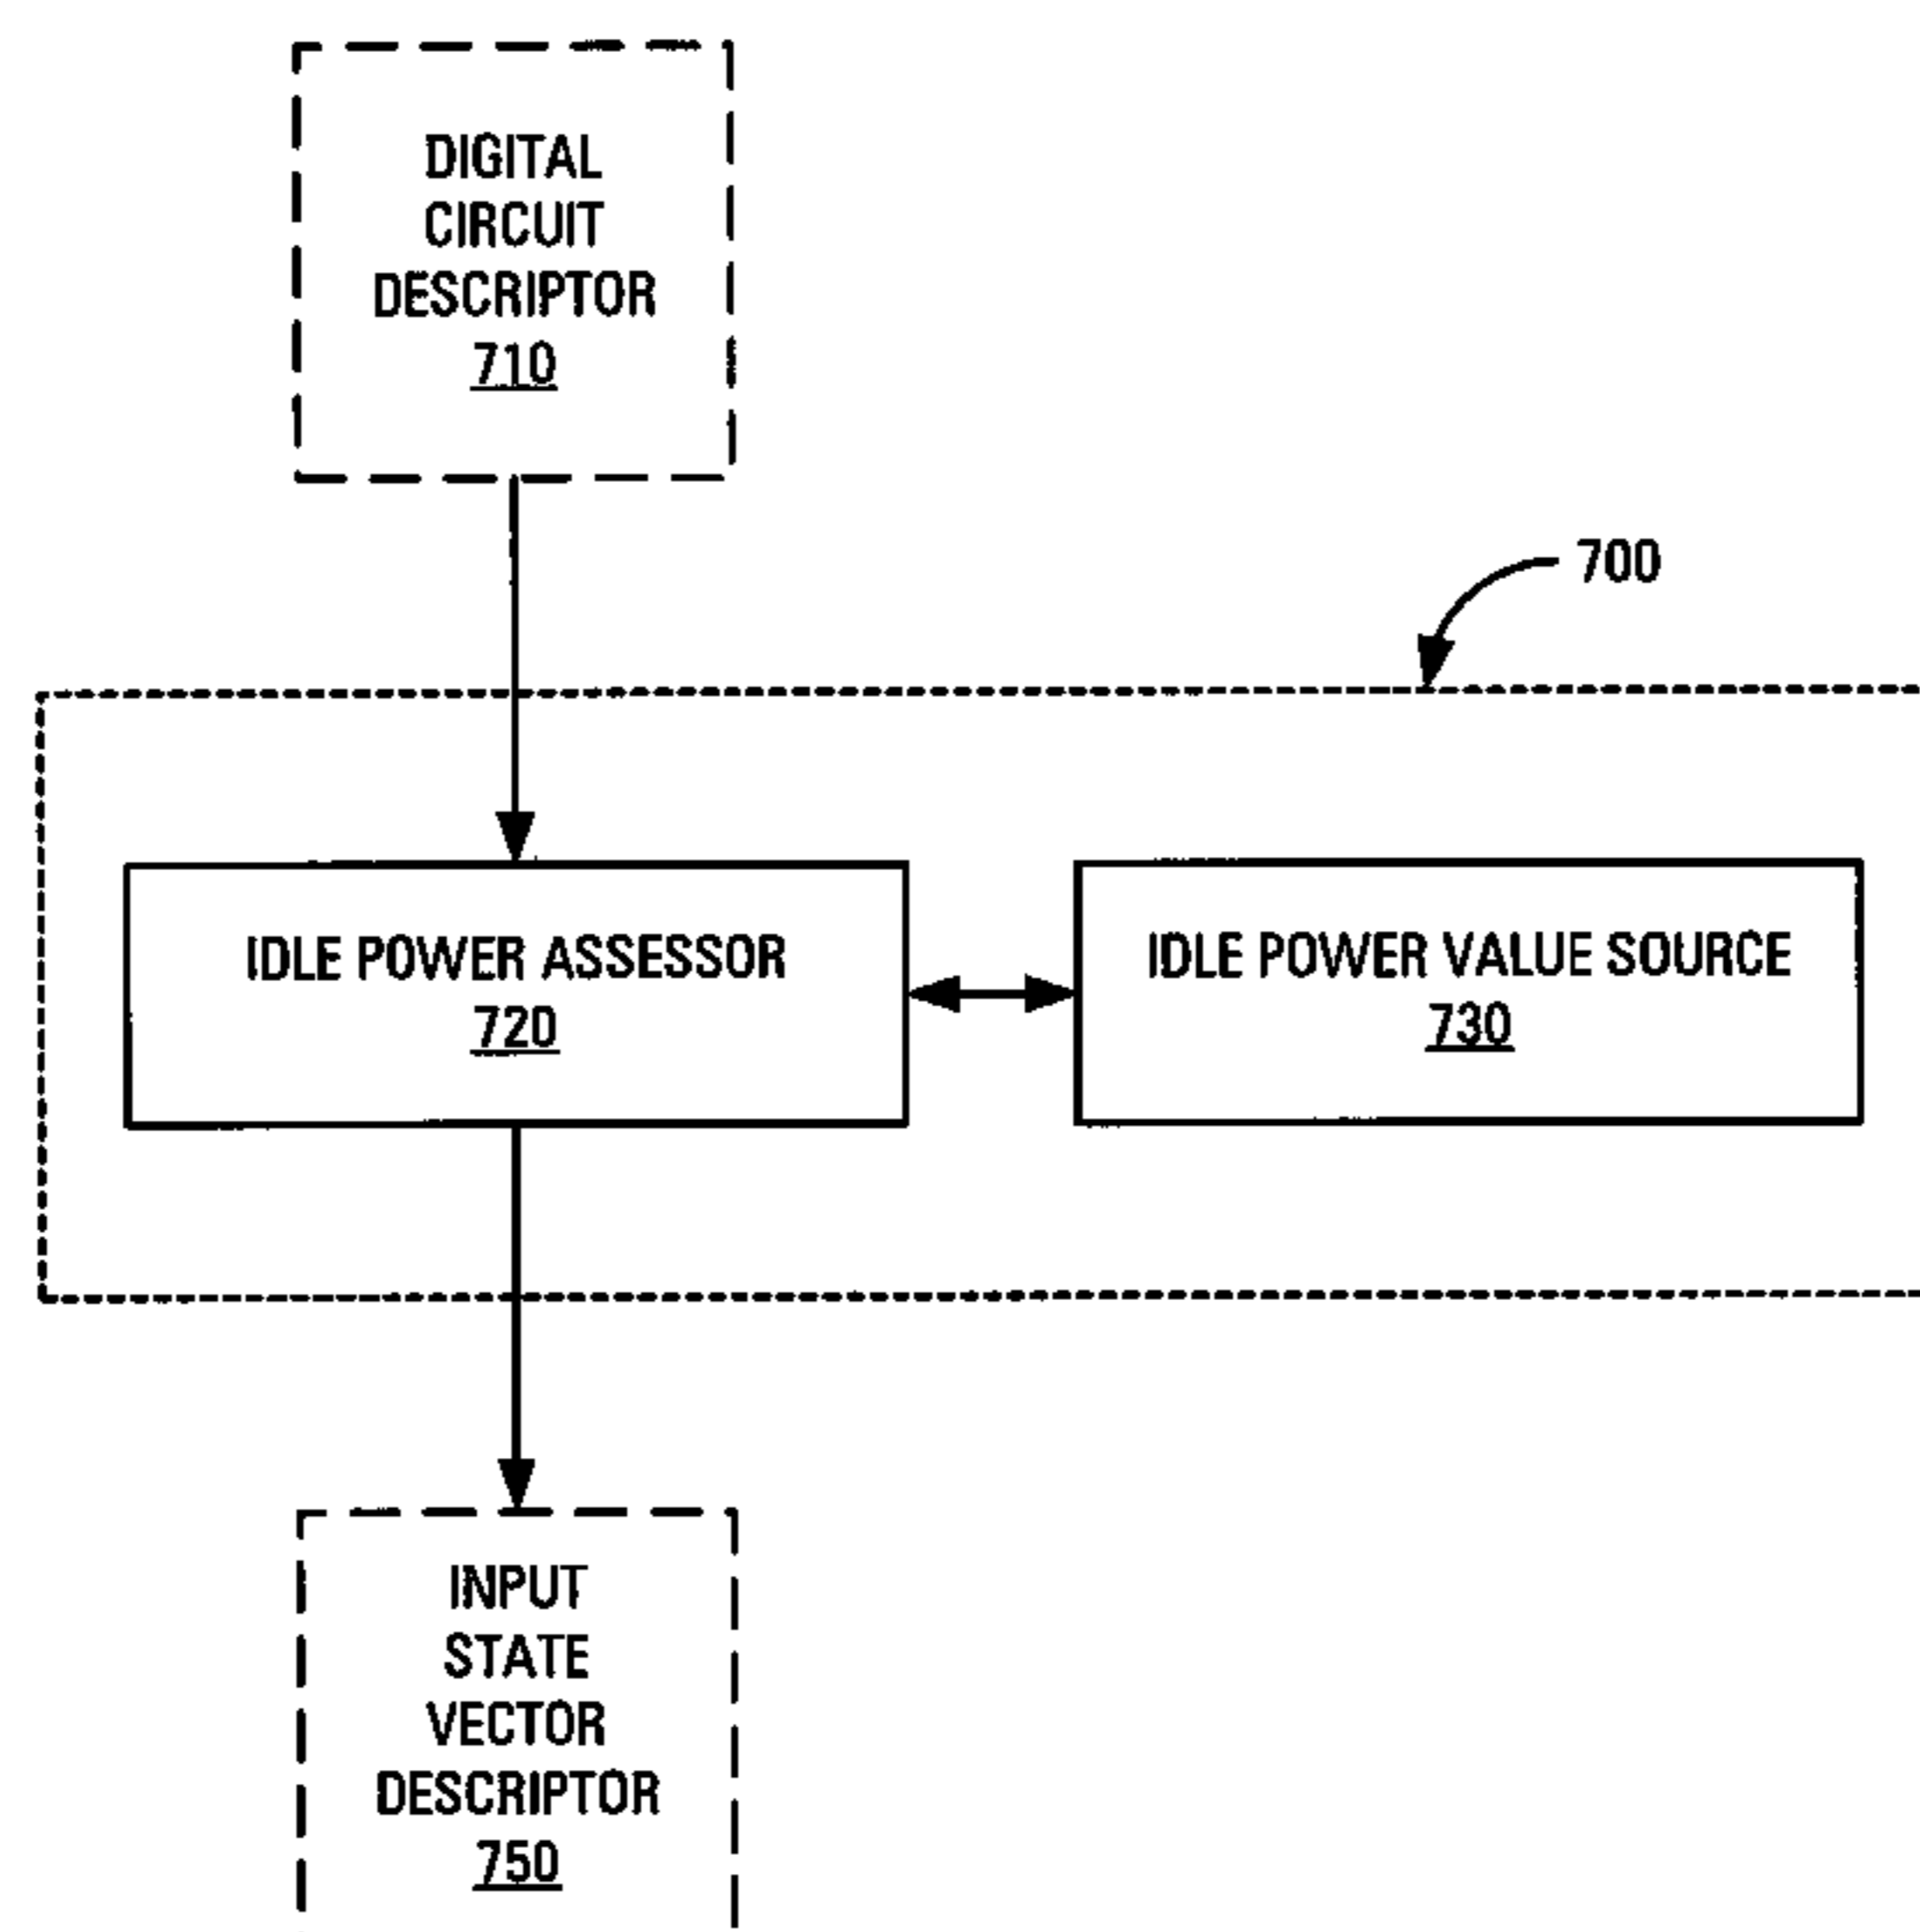 DIGITAL
CIRCUIT
DESCRIPTOR
710
700
IDLE POWER ASSESSOR
720
IDLE POWER VALUE SOURCE
730
INPUT
STATE
VECTOR
DESCRIPTOR
750